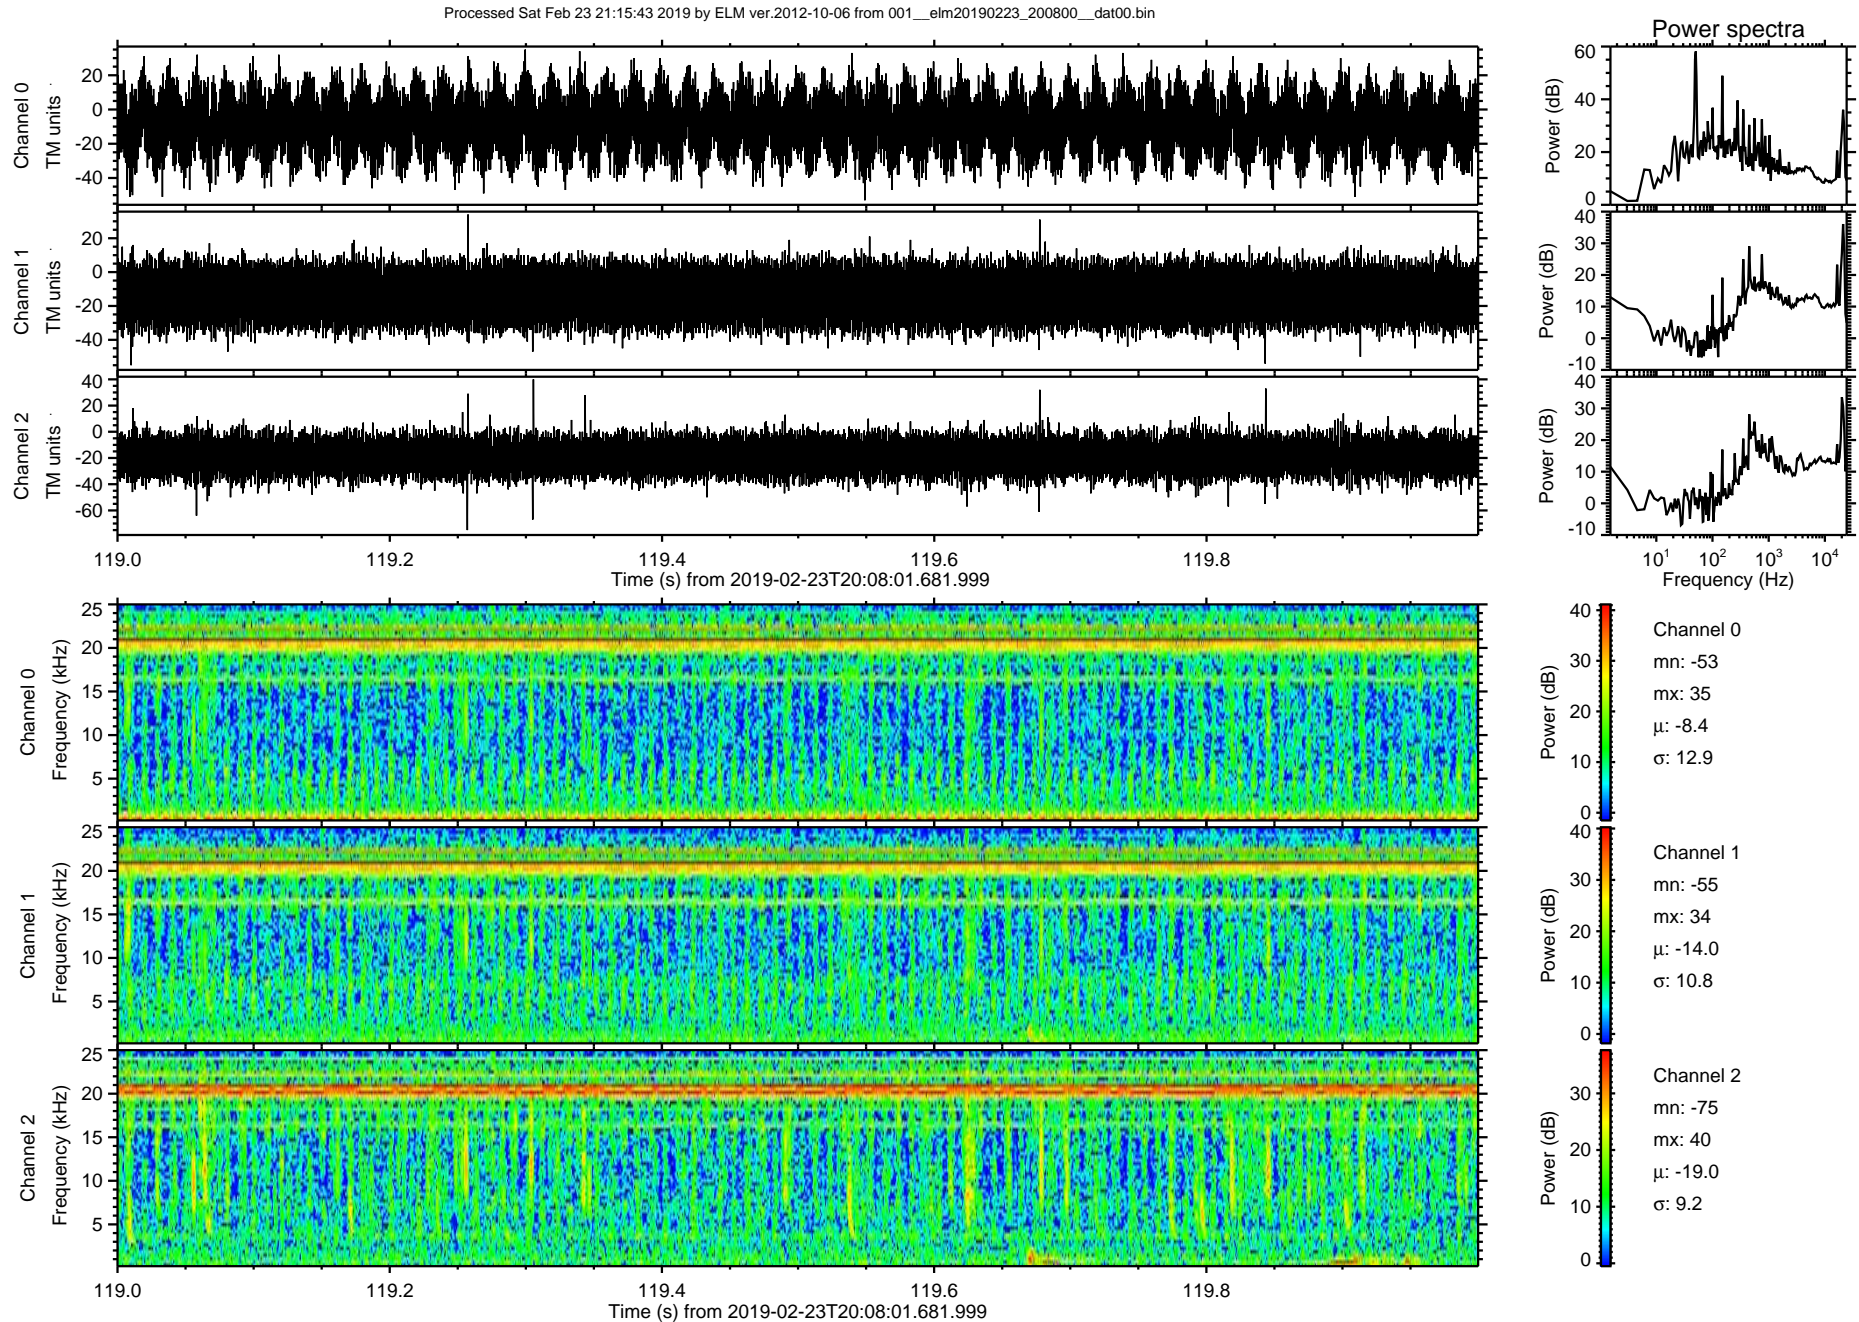 Processed Sat Feb 23 21:15:43 2019 by ELM ver.2012-10-06 from 001__elm20190223_200800__dat00.bin
Power spectra
Channel 0
TM units
20
0
-20
-40
Power (dB)
60
40
20
0
Channel 1
TM units
20
0
-20
-40
Power (dB)
40
30
20
10
0
-10
Channel 2
TM units
40
20
0
-20
-40
-60
Power (dB)
40
30
20
10
0
-10
119.0 119.2 119.4 119.6 119.8
Time (s) from 2019-02-23T20:08:01.681.999
10¹ 10² 10³ 10⁴
Frequency (Hz)
Channel 0
Frequency (kHz)
25
20
15
10
5
Power (dB)
40
30
20
10
0
Channel 0
mn: -53
mx: 35
μ: -8.4
σ: 12.9
Channel 1
Frequency (kHz)
25
20
15
10
5
Power (dB)
40
30
20
10
0
Channel 1
mn: -55
mx: 34
μ: -14.0
σ: 10.8
Channel 2
Frequency (kHz)
25
20
15
10
5
Power (dB)
30
20
10
0
Channel 2
mn: -75
mx: 40
μ: -19.0
σ: 9.2
119.0 119.2 119.4 119.6 119.8
Time (s) from 2019-02-23T20:08:01.681.999